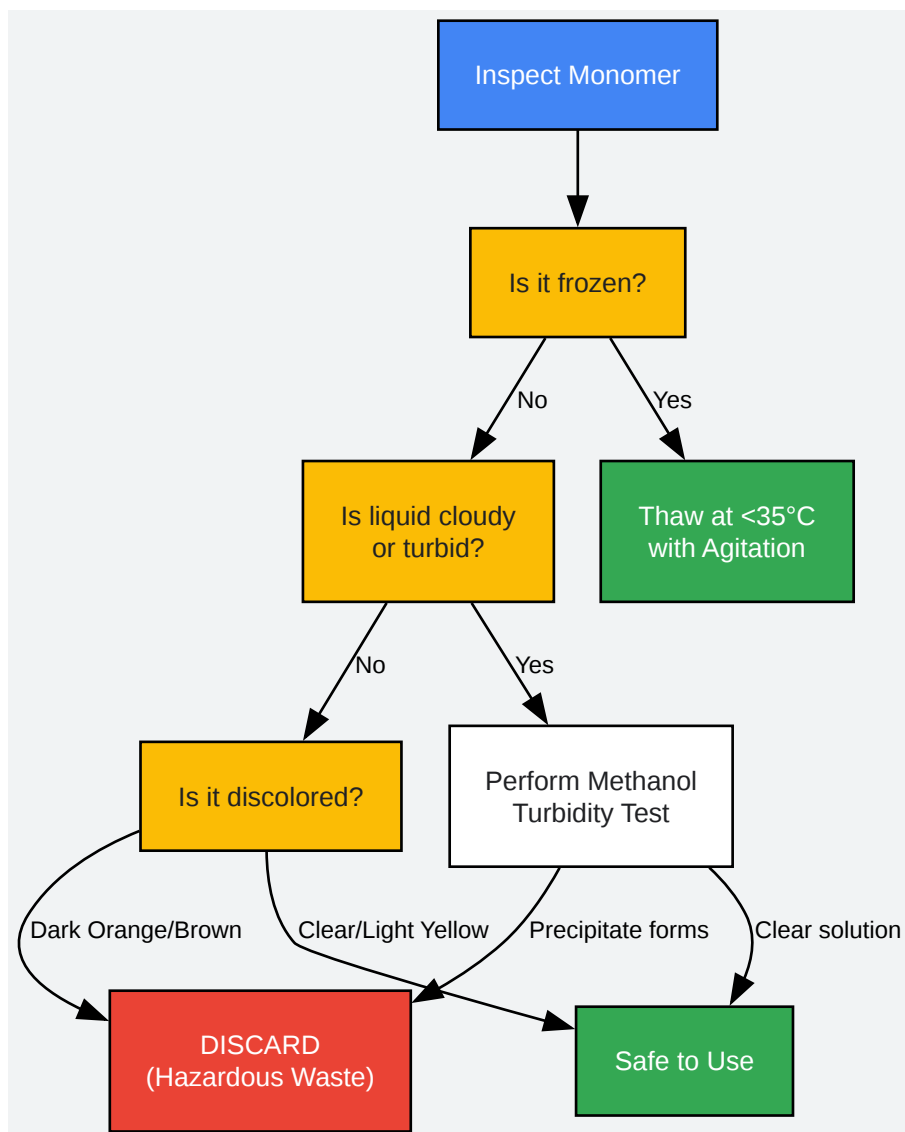 Inspect Monomer
Is it frozen?
No
Yes
Is liquid cloudy
or turbid?
Thaw at <35°C
with Agitation
No
Yes
Is it discolored?
Perform Methanol
Turbidity Test
Dark Orange/Brown
Clear/Light Yellow
Precipitate forms
Clear solution
DISCARD
(Hazardous Waste)
Safe to Use